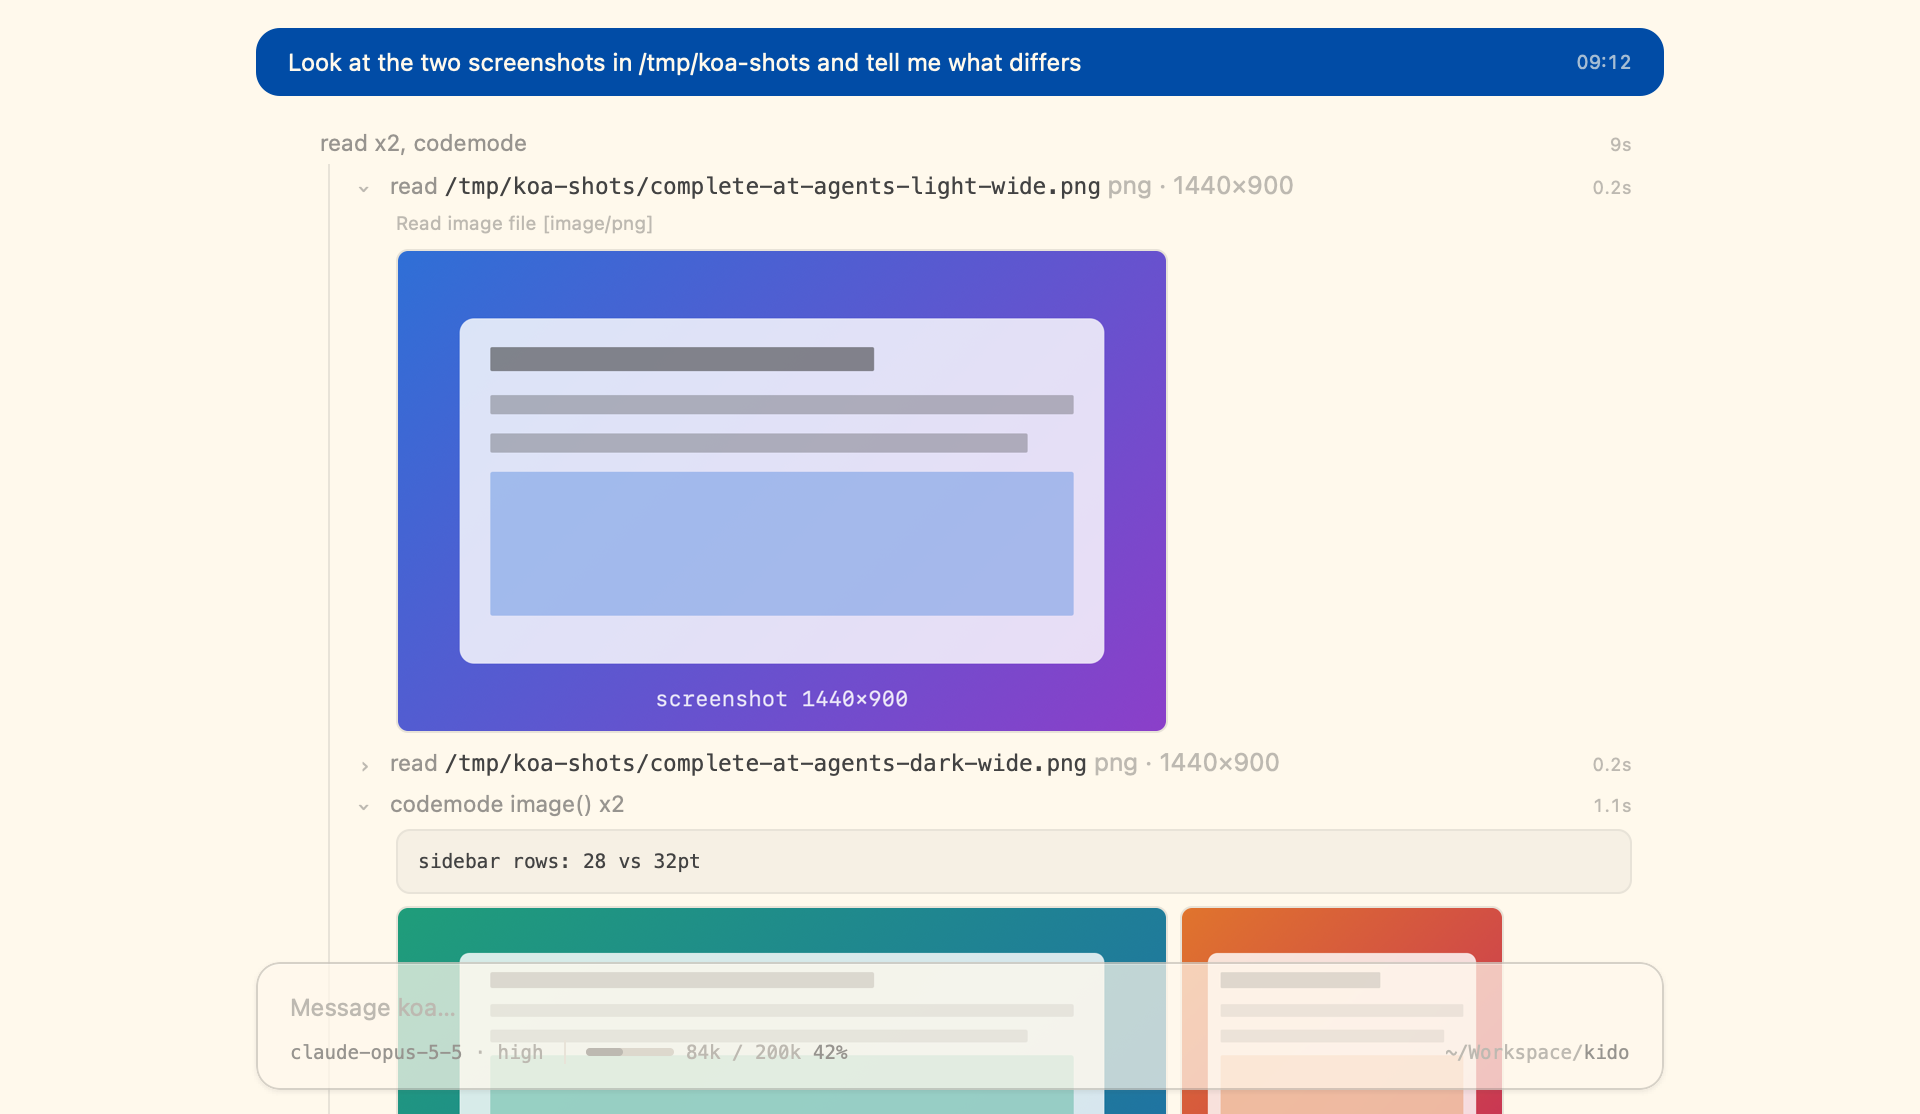 Look at the two screenshots in /tmp/koa-shots and tell me what differs 09:12
read x2, codemode 9s
read /tmp/koa-shots/complete-at-agents-light-wide.png png · 1440×900 0.2s
Read image file [image/png]
screenshot 1440×900
read /tmp/koa-shots/complete-at-agents-dark-wide.png png · 1440×900 0.2s
codemode image() x2 1.1s
sidebar rows: 28 vs 32pt
Message koa...
claude-opus-5-5 · high 84k / 200k 42% ~/Workspace/kido